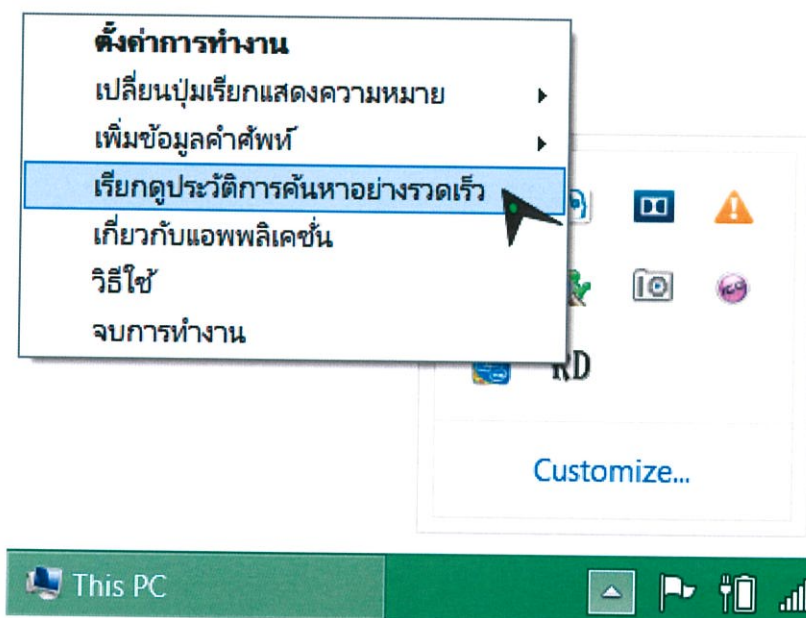 ตั้งค่าการทำงาน
เปลี่ยนปุ่มเรียกแสดงความหมาย
เพิ่มข้อมูลคำศัพท์
เรียกดูประวัติการค้นหาอย่างรวดเร็ว
เกี่ยวกับแอพพลิเคชั่น
วิธีใช้
จบการทำงาน
RD
Customize...
This PC